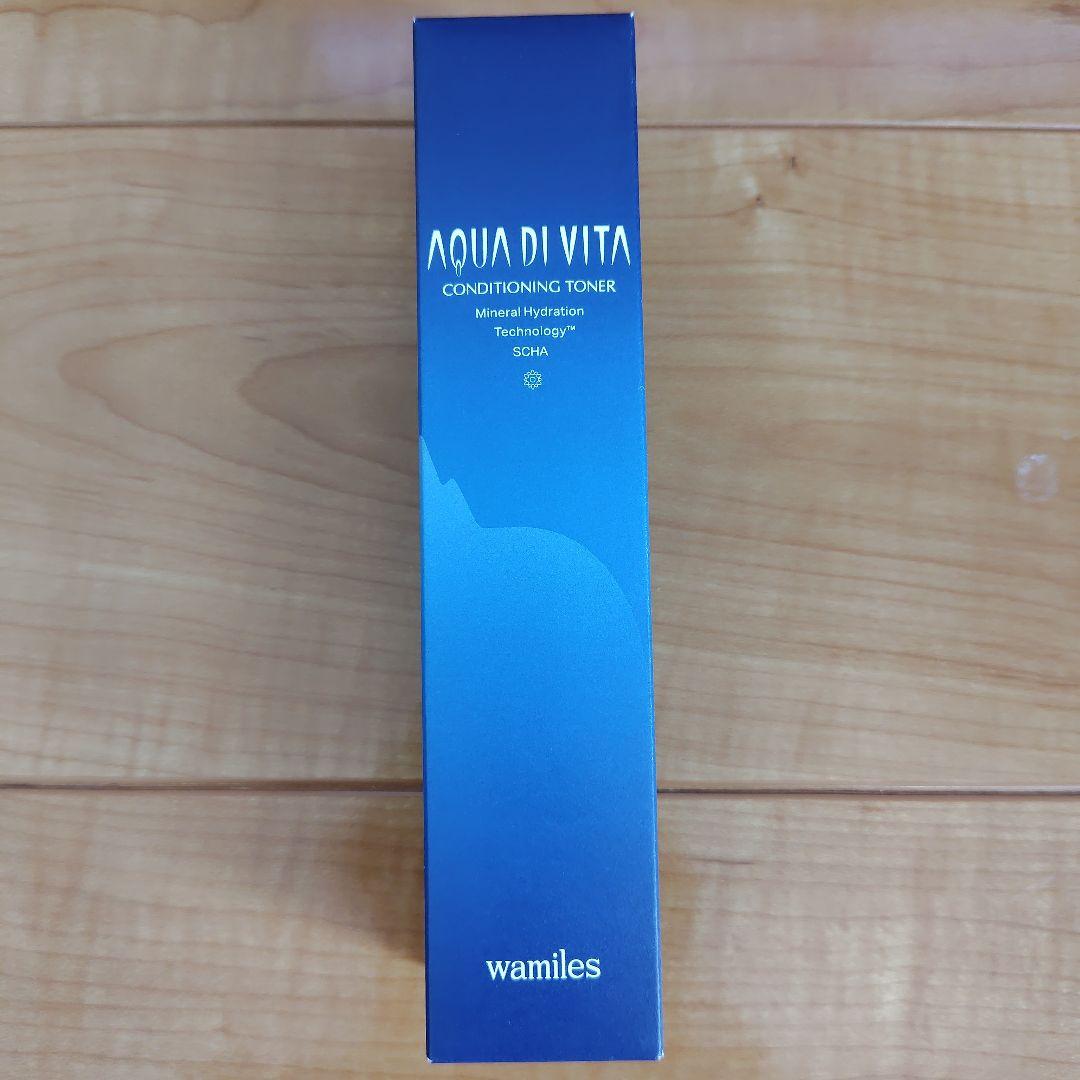 AQUA DI VITA
CONDITIONING TONER
Mineral Hydration
Technology™
SCHA
wamiles